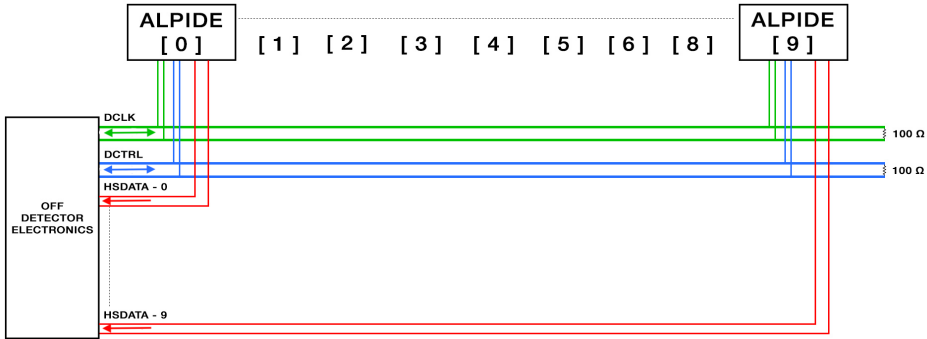 ALPIDE
[ 0 ]
[ 1 ] [ 2 ] [ 3 ] [ 4 ] [ 5 ] [ 6 ] [ 8 ]
ALPIDE
[ 9 ]
DCLK
100 Ω
DCTRL
100 Ω
HSDATA - 0
OFF
DETECTOR
ELECTRONICS
HSDATA - 9